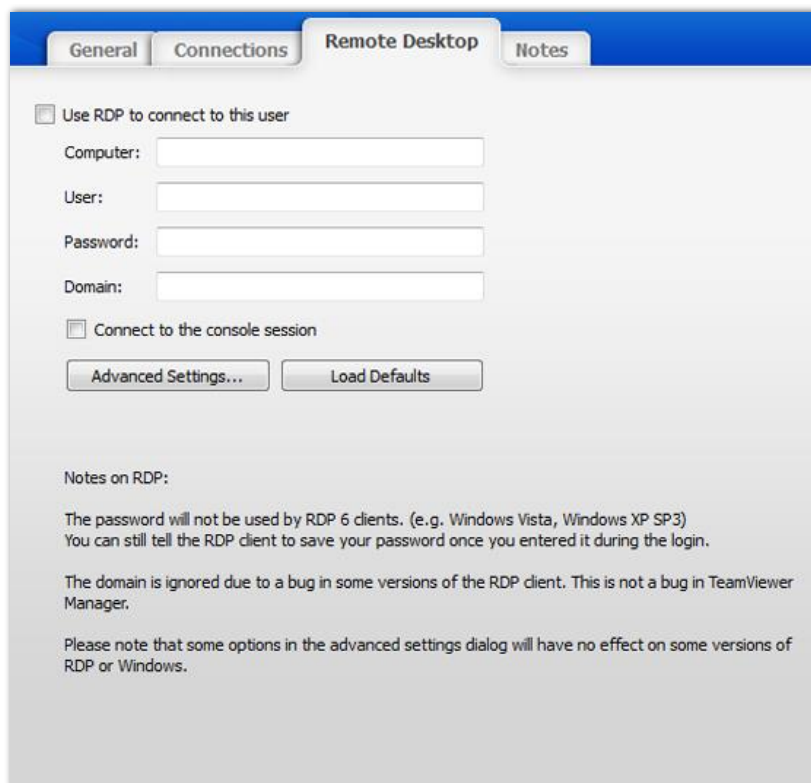 General
Connections
Remote Desktop
Notes
Use RDP to connect to this user
Computer:
User:
Password:
Domain:
Connect to the console session
Advanced Settings...
Load Defaults
Notes on RDP:
The password will not be used by RDP 6 clients. (e.g. Windows Vista, Windows XP SP3)
You can still tell the RDP client to save your password once you entered it during the login.
The domain is ignored due to a bug in some versions of the RDP client. This is not a bug in TeamViewer
Manager.
Please note that some options in the advanced settings dialog will have no effect on some versions of
RDP or Windows.